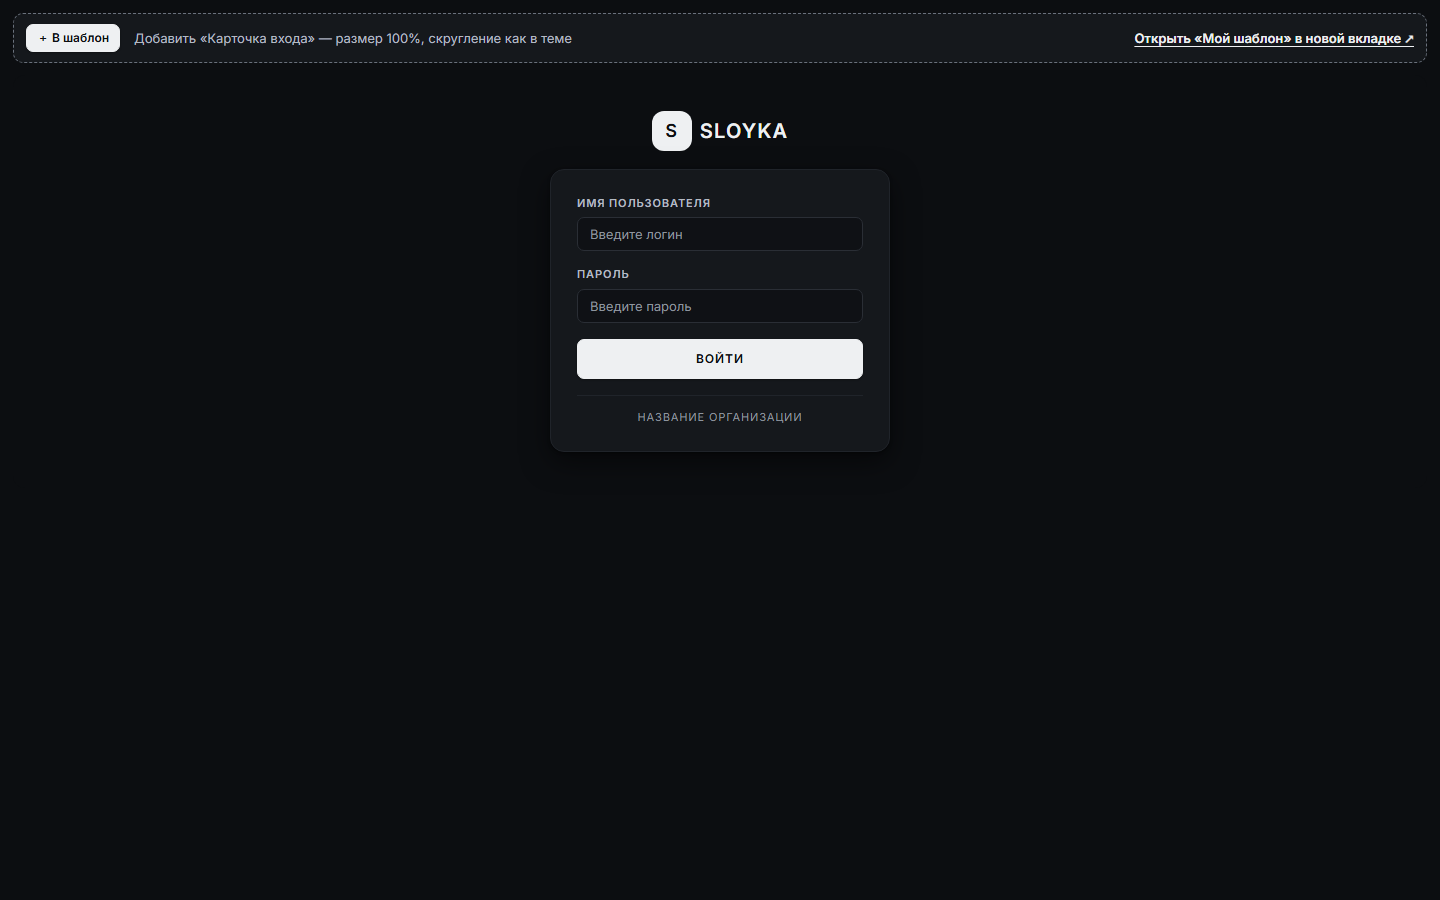 + В шаблон Добавить «Карточка входа» — размер 100%, скругление как в теме Открыть «Мой шаблон» в новой вкладке ↗
S SLOYKA
ИМЯ ПОЛЬЗОВАТЕЛЯ
Введите логин
ПАРОЛЬ
Введите пароль
ВОЙТИ
НАЗВАНИЕ ОРГАНИЗАЦИИ